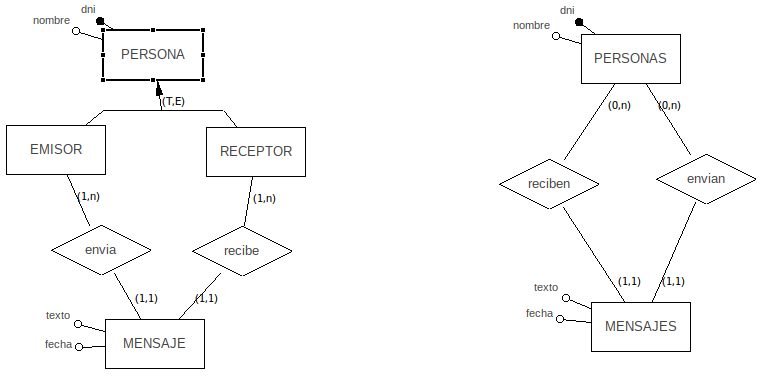 dni
nombre
PERSONA
(T,E)
EMISOR
RECEPTOR
(1,n)
(1,n)
envia
recibe
(1,1)
(1,1)
texto
fecha
MENSAJE
dni
nombre
PERSONAS
(0,n)
(0,n)
reciben
envian
(1,1)
(1,1)
texto
fecha
MENSAJES